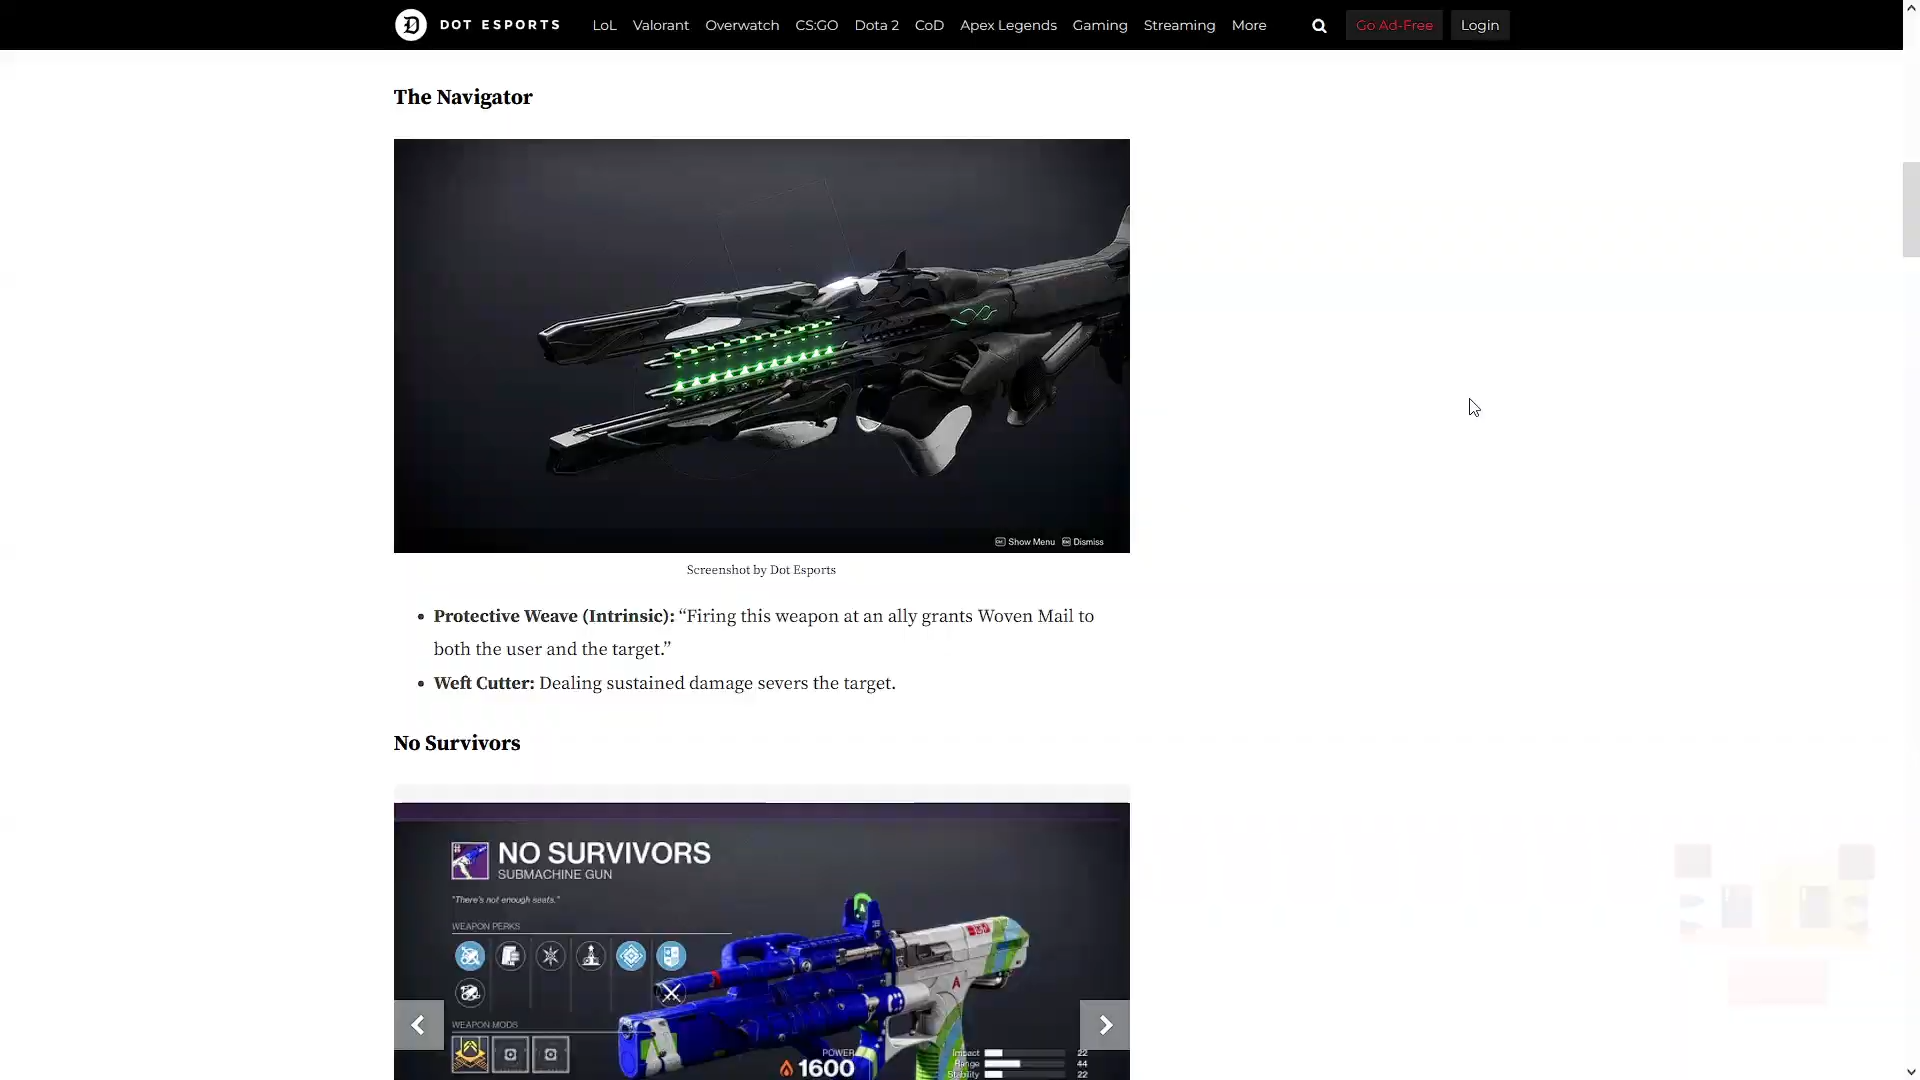 DOT ESPORTS LoL Valorant Overwatch CS:GO Dota 2 CoD Apex Legends Gaming Streaming More Go Ad-Free Login
The Navigator
Show Menu Dismiss
Screenshot by Dot Esports
• Protective Weave (Intrinsic): “Firing this weapon at an ally grants Woven Mail to
both the user and the target.”
• Weft Cutter: Dealing sustained damage severs the target.
No Survivors
NO SURVIVORS
SUBMACHINE GUN
"There's not enough seats."
WEAPON PERKS
WEAPON MODS
POWER
1600
Impact 22
Range 44
Stability 22